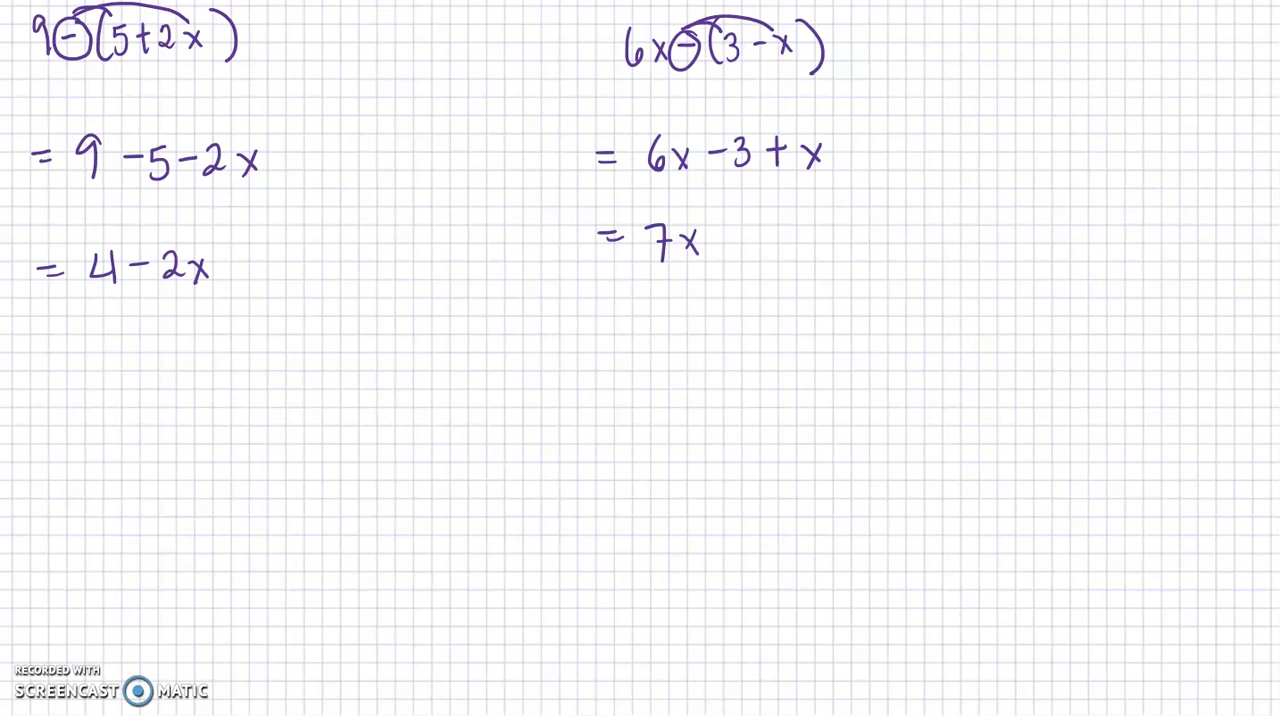 9-(5+2x)
= 9 -5-2x
= 4-2x
6x-(3-x)
= 6x-3+x
= 7x
RECORDED WITH
SCREENCAST MATIC